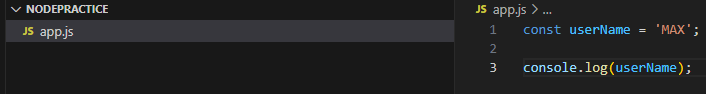 NODEPRACTICE
JS app.js
JS app.js > ...
1 const userName = 'MAX';
2
3 console.log(userName);